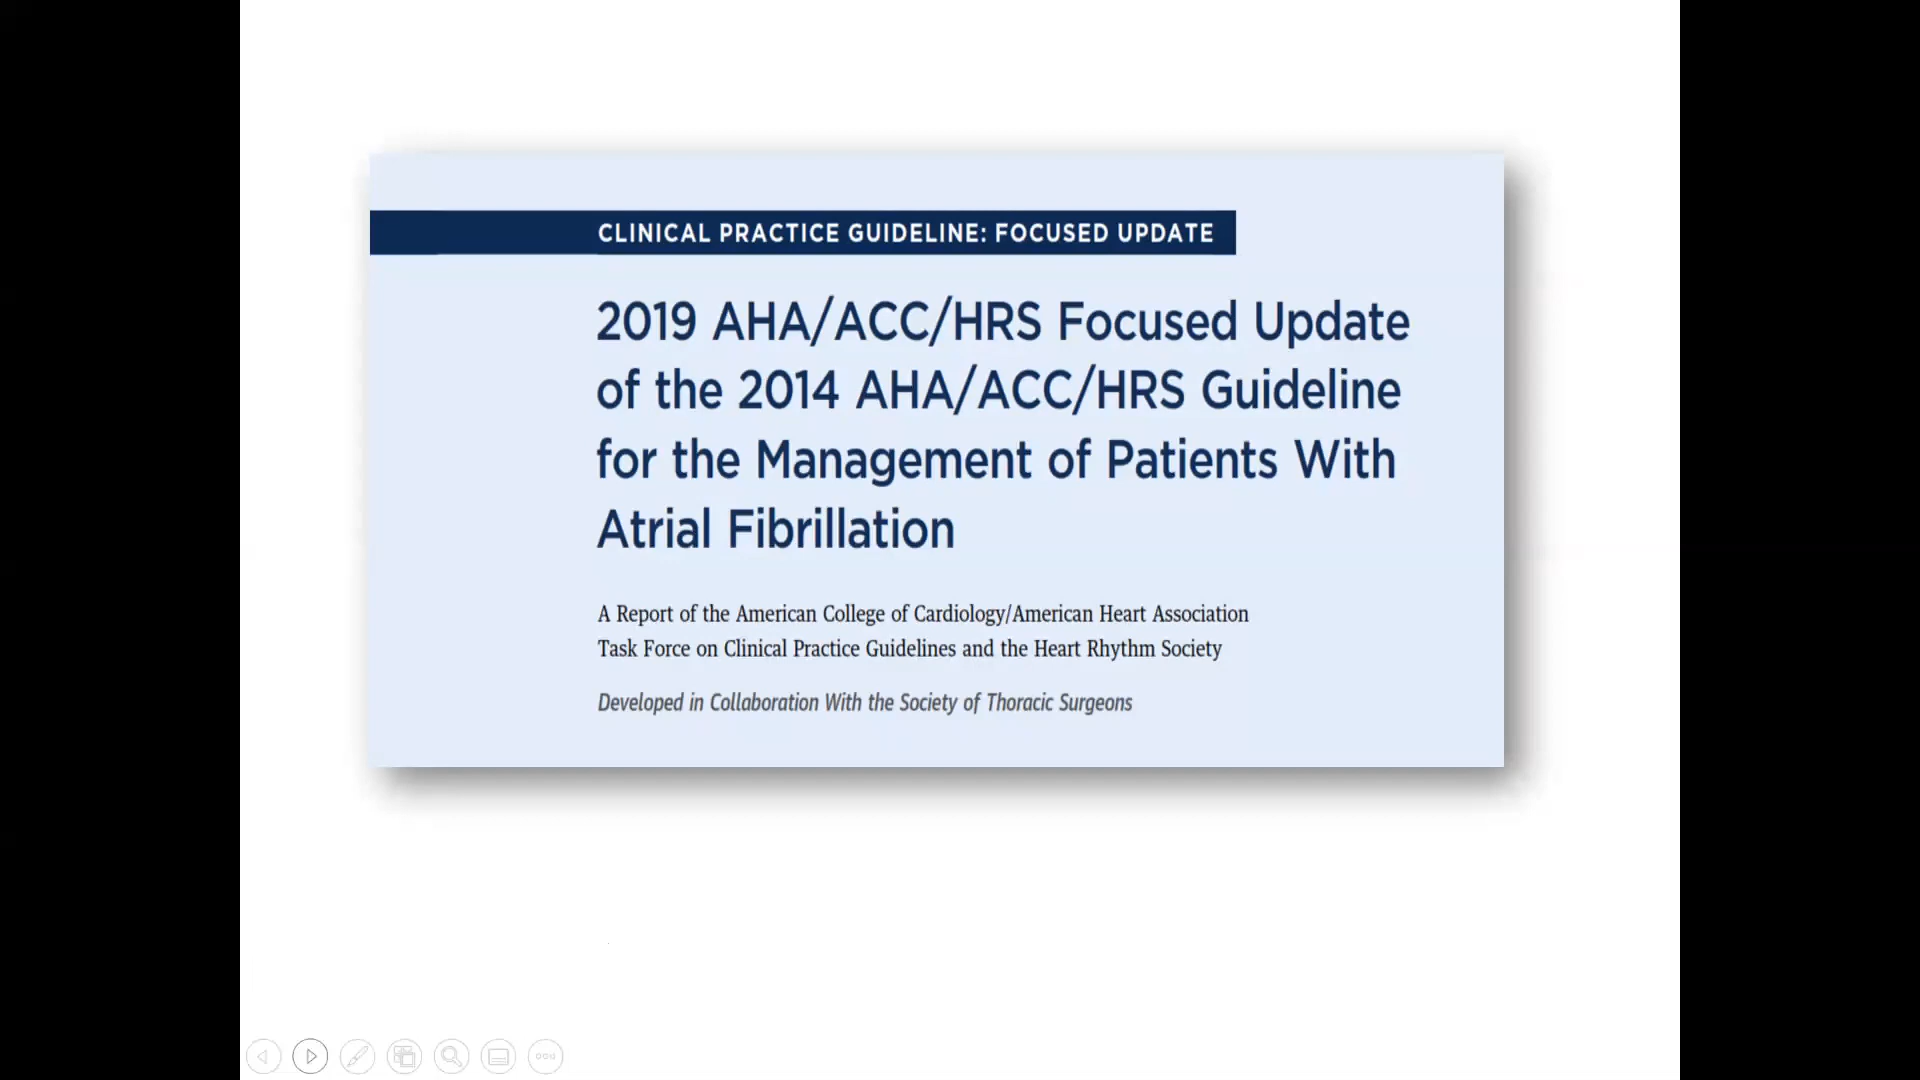 CLINICAL PRACTICE GUIDELINE: FOCUSED UPDATE
2019 AHA/ACC/HRS Focused Update
of the 2014 AHA/ACC/HRS Guideline
for the Management of Patients With
Atrial Fibrillation
A Report of the American College of Cardiology/American Heart Association
Task Force on Clinical Practice Guidelines and the Heart Rhythm Society
Developed in Collaboration With the Society of Thoracic Surgeons